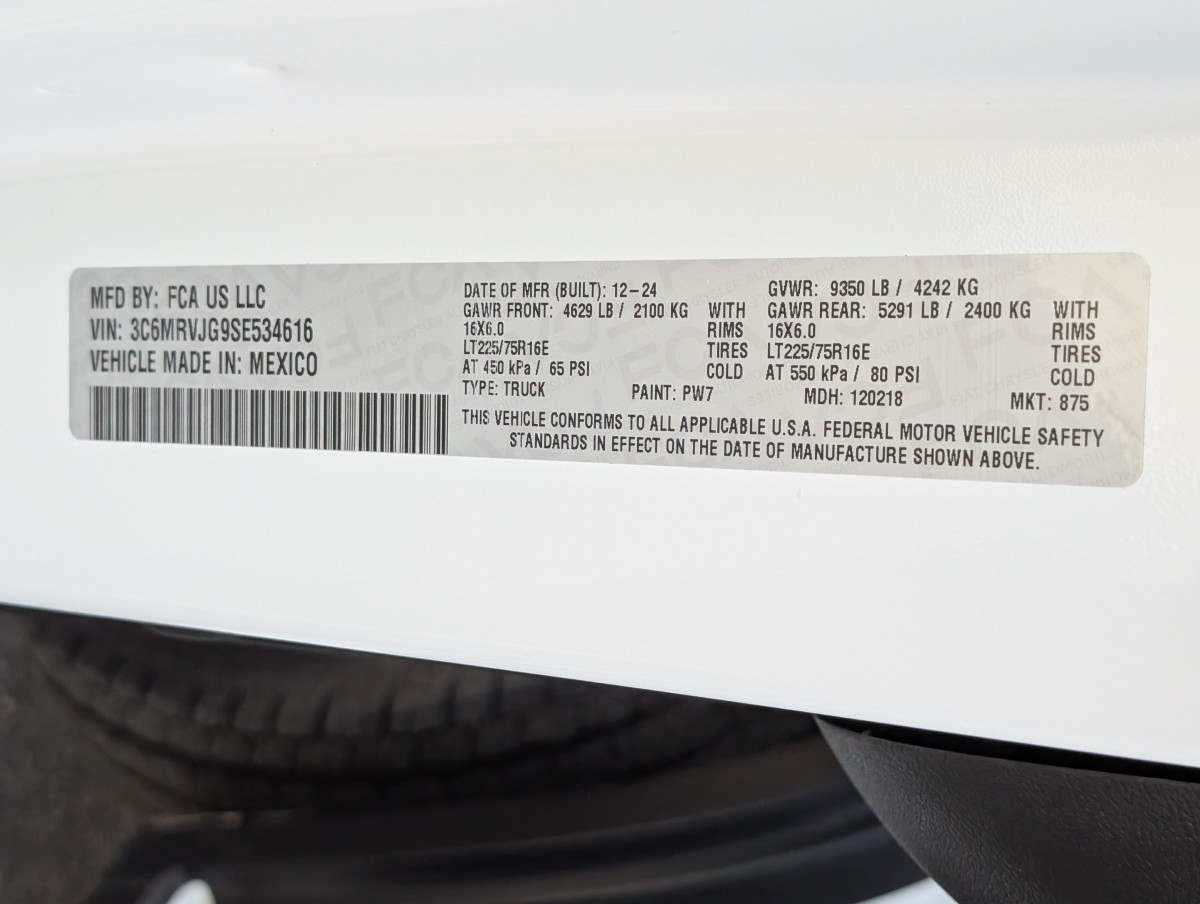 MFD BY: FCA US LLC
VIN: 3C6MRVJG9SE534616
VEHICLE MADE IN: MEXICO
DATE OF MFR (BUILT): 12-24
GVWR: 9350 LB / 4242 KG
GAWR FRONT: 4629 LB / 2100 KG WITH
16X6.0 RIMS
LT225/75R16E TIRES
AT 450 kPa / 65 PSI COLD
GAWR REAR: 5291 LB / 2400 KG WITH
16X6.0 RIMS
LT225/75R16E TIRES
AT 550 kPa / 80 PSI COLD
TYPE: TRUCK PAINT: PW7 MDH: 120218 MKT: 875
THIS VEHICLE CONFORMS TO ALL APPLICABLE U.S.A. FEDERAL MOTOR VEHICLE SAFETY
STANDARDS IN EFFECT ON THE DATE OF MANUFACTURE SHOWN ABOVE.